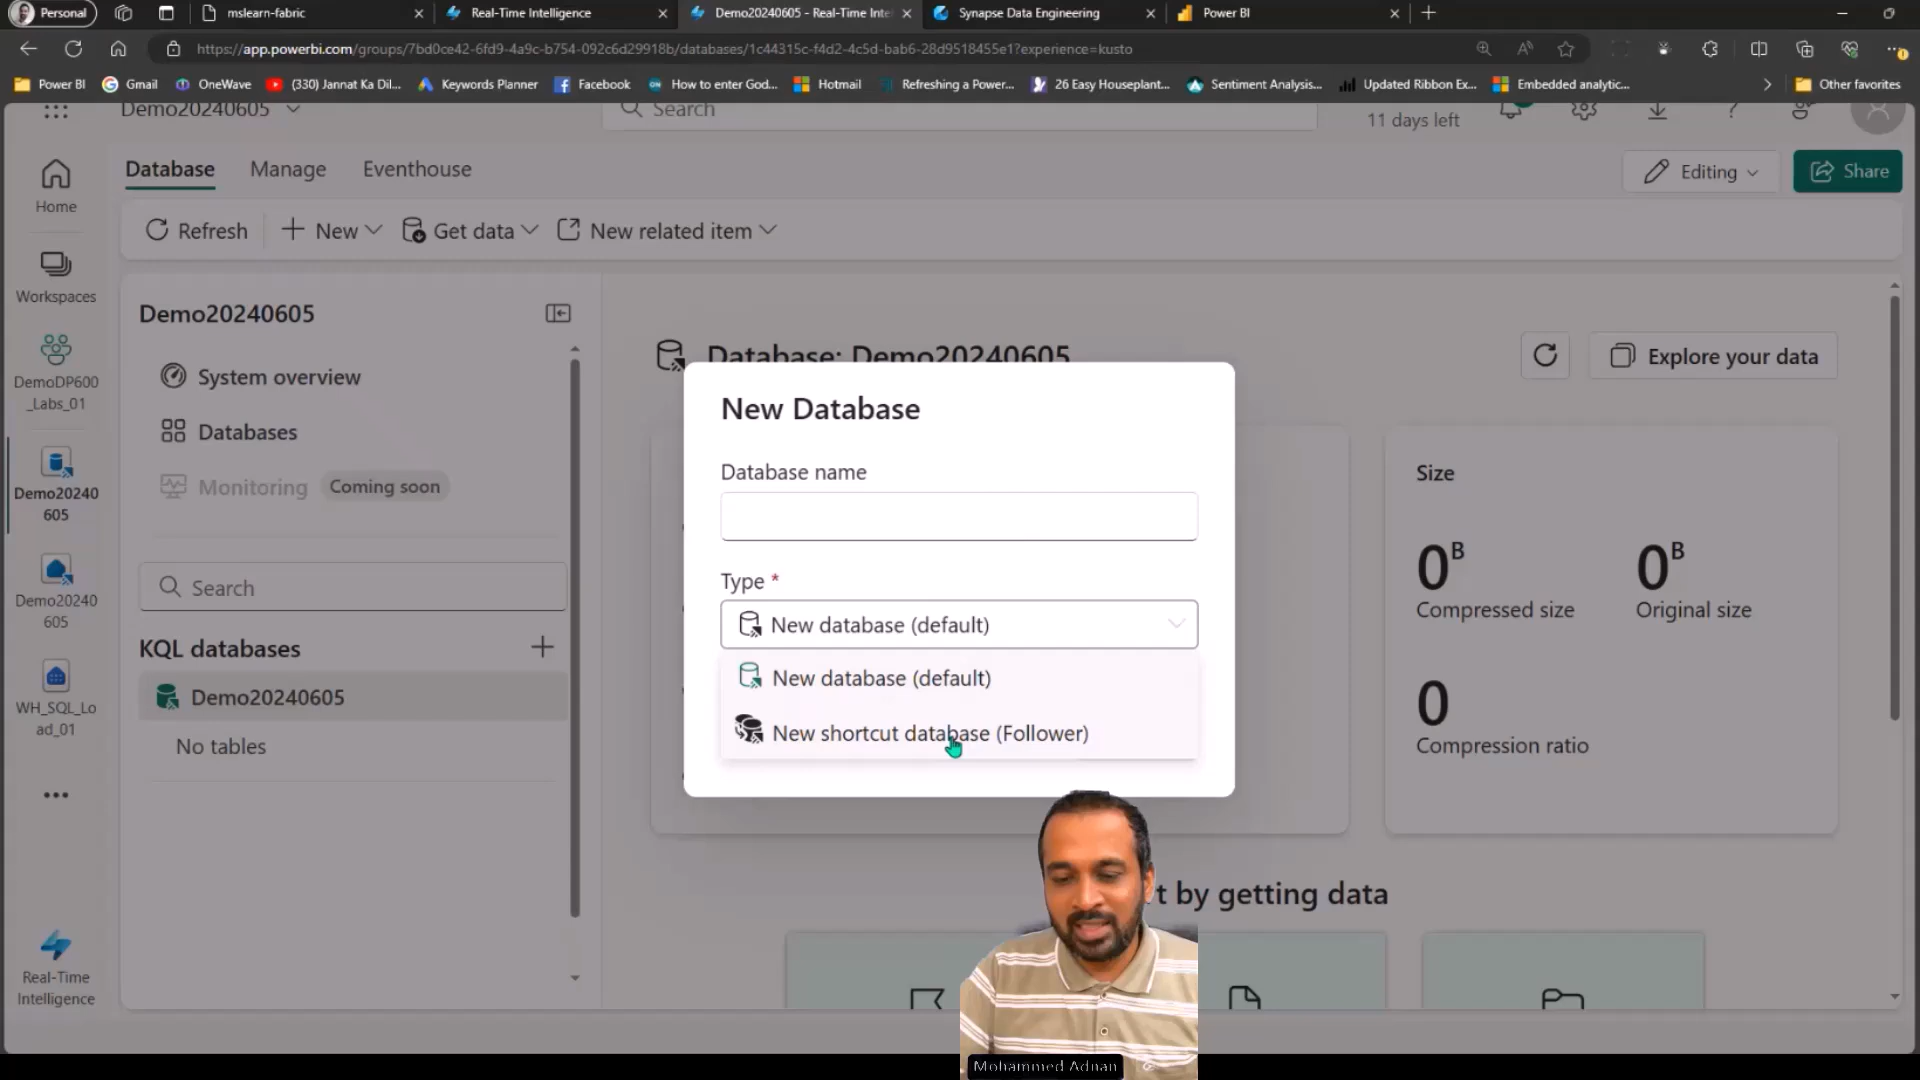 Personal
mslearn-fabric
Real-Time Intelligence
Demo20240605 - Real-Time Inte
Synapse Data Engineering
Power BI
https://app.powerbi.com/groups/7bd0ce42-6fd9-4a9c-b754-092c6d29918b/databases/1c44315c-f4d2-4c5d-bab6-28d9518455e1?experience=kusto
Power BI
Gmail
OneWave
(330) Jannat Ka Dil...
Keywords Planner
Facebook
How to enter God...
Hotmail
Refreshing a Power...
26 Easy Houseplant...
Sentiment Analysis...
Updated Ribbon Ex...
Embedded analytic...
Other favorites
Demo20240605
Search
11 days left
Home
Workspaces
DemoDP600
_Labs_01
Demo20240
605
Demo20240
605
WH_SQL_Lo
ad_01
Real-Time
Intelligence
Database
Manage
Eventhouse
Editing
Share
Refresh
New
Get data
New related item
Demo20240605
System overview
Databases
Monitoring
Coming soon
Search
KQL databases
Demo20240605
No tables
Database: Demo20240605
Explore your data
New Database
Database name
Type *
New database (default)
New database (default)
New shortcut database (Follower)
Size
0 B
Compressed size
0 B
Original size
0
Compression ratio
t by getting data
Mohammed Adnan